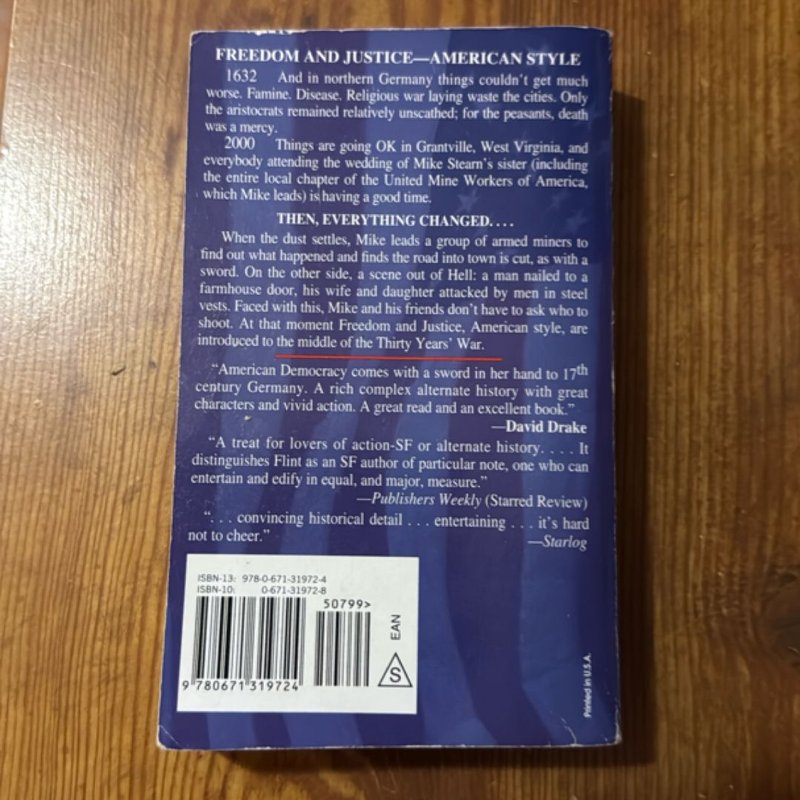 FREEDOM AND JUSTICE—AMERICAN STYLE
1632 And in northern Germany things couldn't get much
worse. Famine. Disease. Religious war laying waste the cities. Only
the aristocrats remained relatively unscathed; for the peasants, death
was a mercy.
2000 Things are going OK in Grantville, West Virginia, and
everybody attending the wedding of Mike Stearn's sister (including
the entire local chapter of the United Mine Workers of America,
which Mike leads) is having a good time.
THEN, EVERYTHING CHANGED....
When the dust settles, Mike leads a group of armed miners to
find out what happened and finds the road into town is cut, as with a
sword. On the other side, a scene out of Hell: a man nailed to a
farmhouse door, his wife and daughter attacked by men in steel
vests. Faced with this, Mike and his friends don't have to ask who to
shoot. At that moment Freedom and Justice, American style, are
introduced to the middle of the Thirty Years' War.
"American Democracy comes with a sword in her hand to 17th
century Germany. A rich complex alternate history with great
characters and vivid action. A great read and an excellent book."
—David Drake
"A treat for lovers of action-SF or alternate history. . . . It
distinguishes Flint as an SF author of particular note, one who can
entertain and edify in equal, and major, measure."
—Publishers Weekly (Starred Review)
". . . convincing historical detail . . . entertaining . . . it's hard
not to cheer."
—Starlog
ISBN-13: 978-0-671-31972-4
ISBN-10: 0-671-31972-8
50799>
EAN
S
9 780671 319724
Printed in U.S.A.